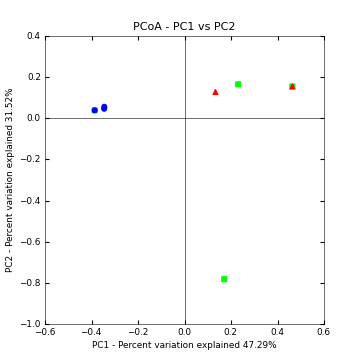 PCoA - PC1 vs PC2
0.4
0.2
0.0
−0.2
−0.4
−0.6
−0.8
−1.0
PC2 - Percent variation explained 31.52%
−0.6 −0.4 −0.2 0.0 0.2 0.4 0.6
PC1 - Percent variation explained 47.29%